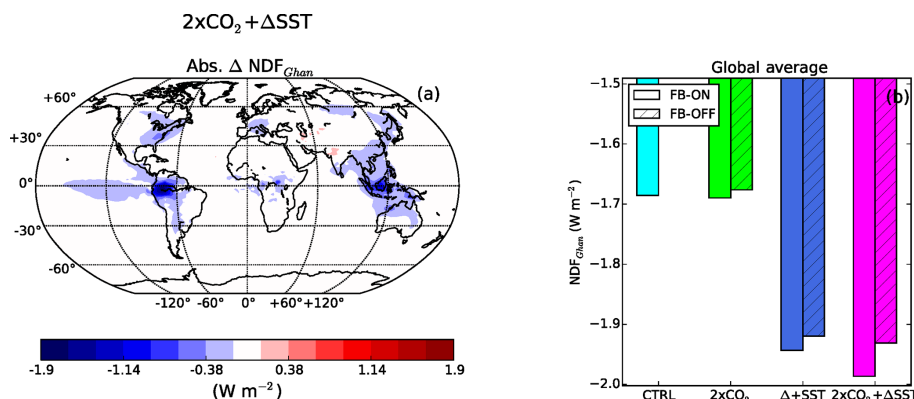 2xCO₂+ΔSST
Abs. Δ NDF_Ghan
(a)
+60°
+30°
0°
-30°
-60°
-120° -60° 0° +60° +120°
-1.9 -1.14 -0.38 0.38 1.14 1.9
(W m⁻²)
Global average
(b)
FB-ON
FB-OFF
NDF_Ghan (W m⁻²)
−1.5
−1.6
−1.7
−1.8
−1.9
−2.0
CTRL 2xCO₂ Δ+SST 2xCO₂+ΔSST